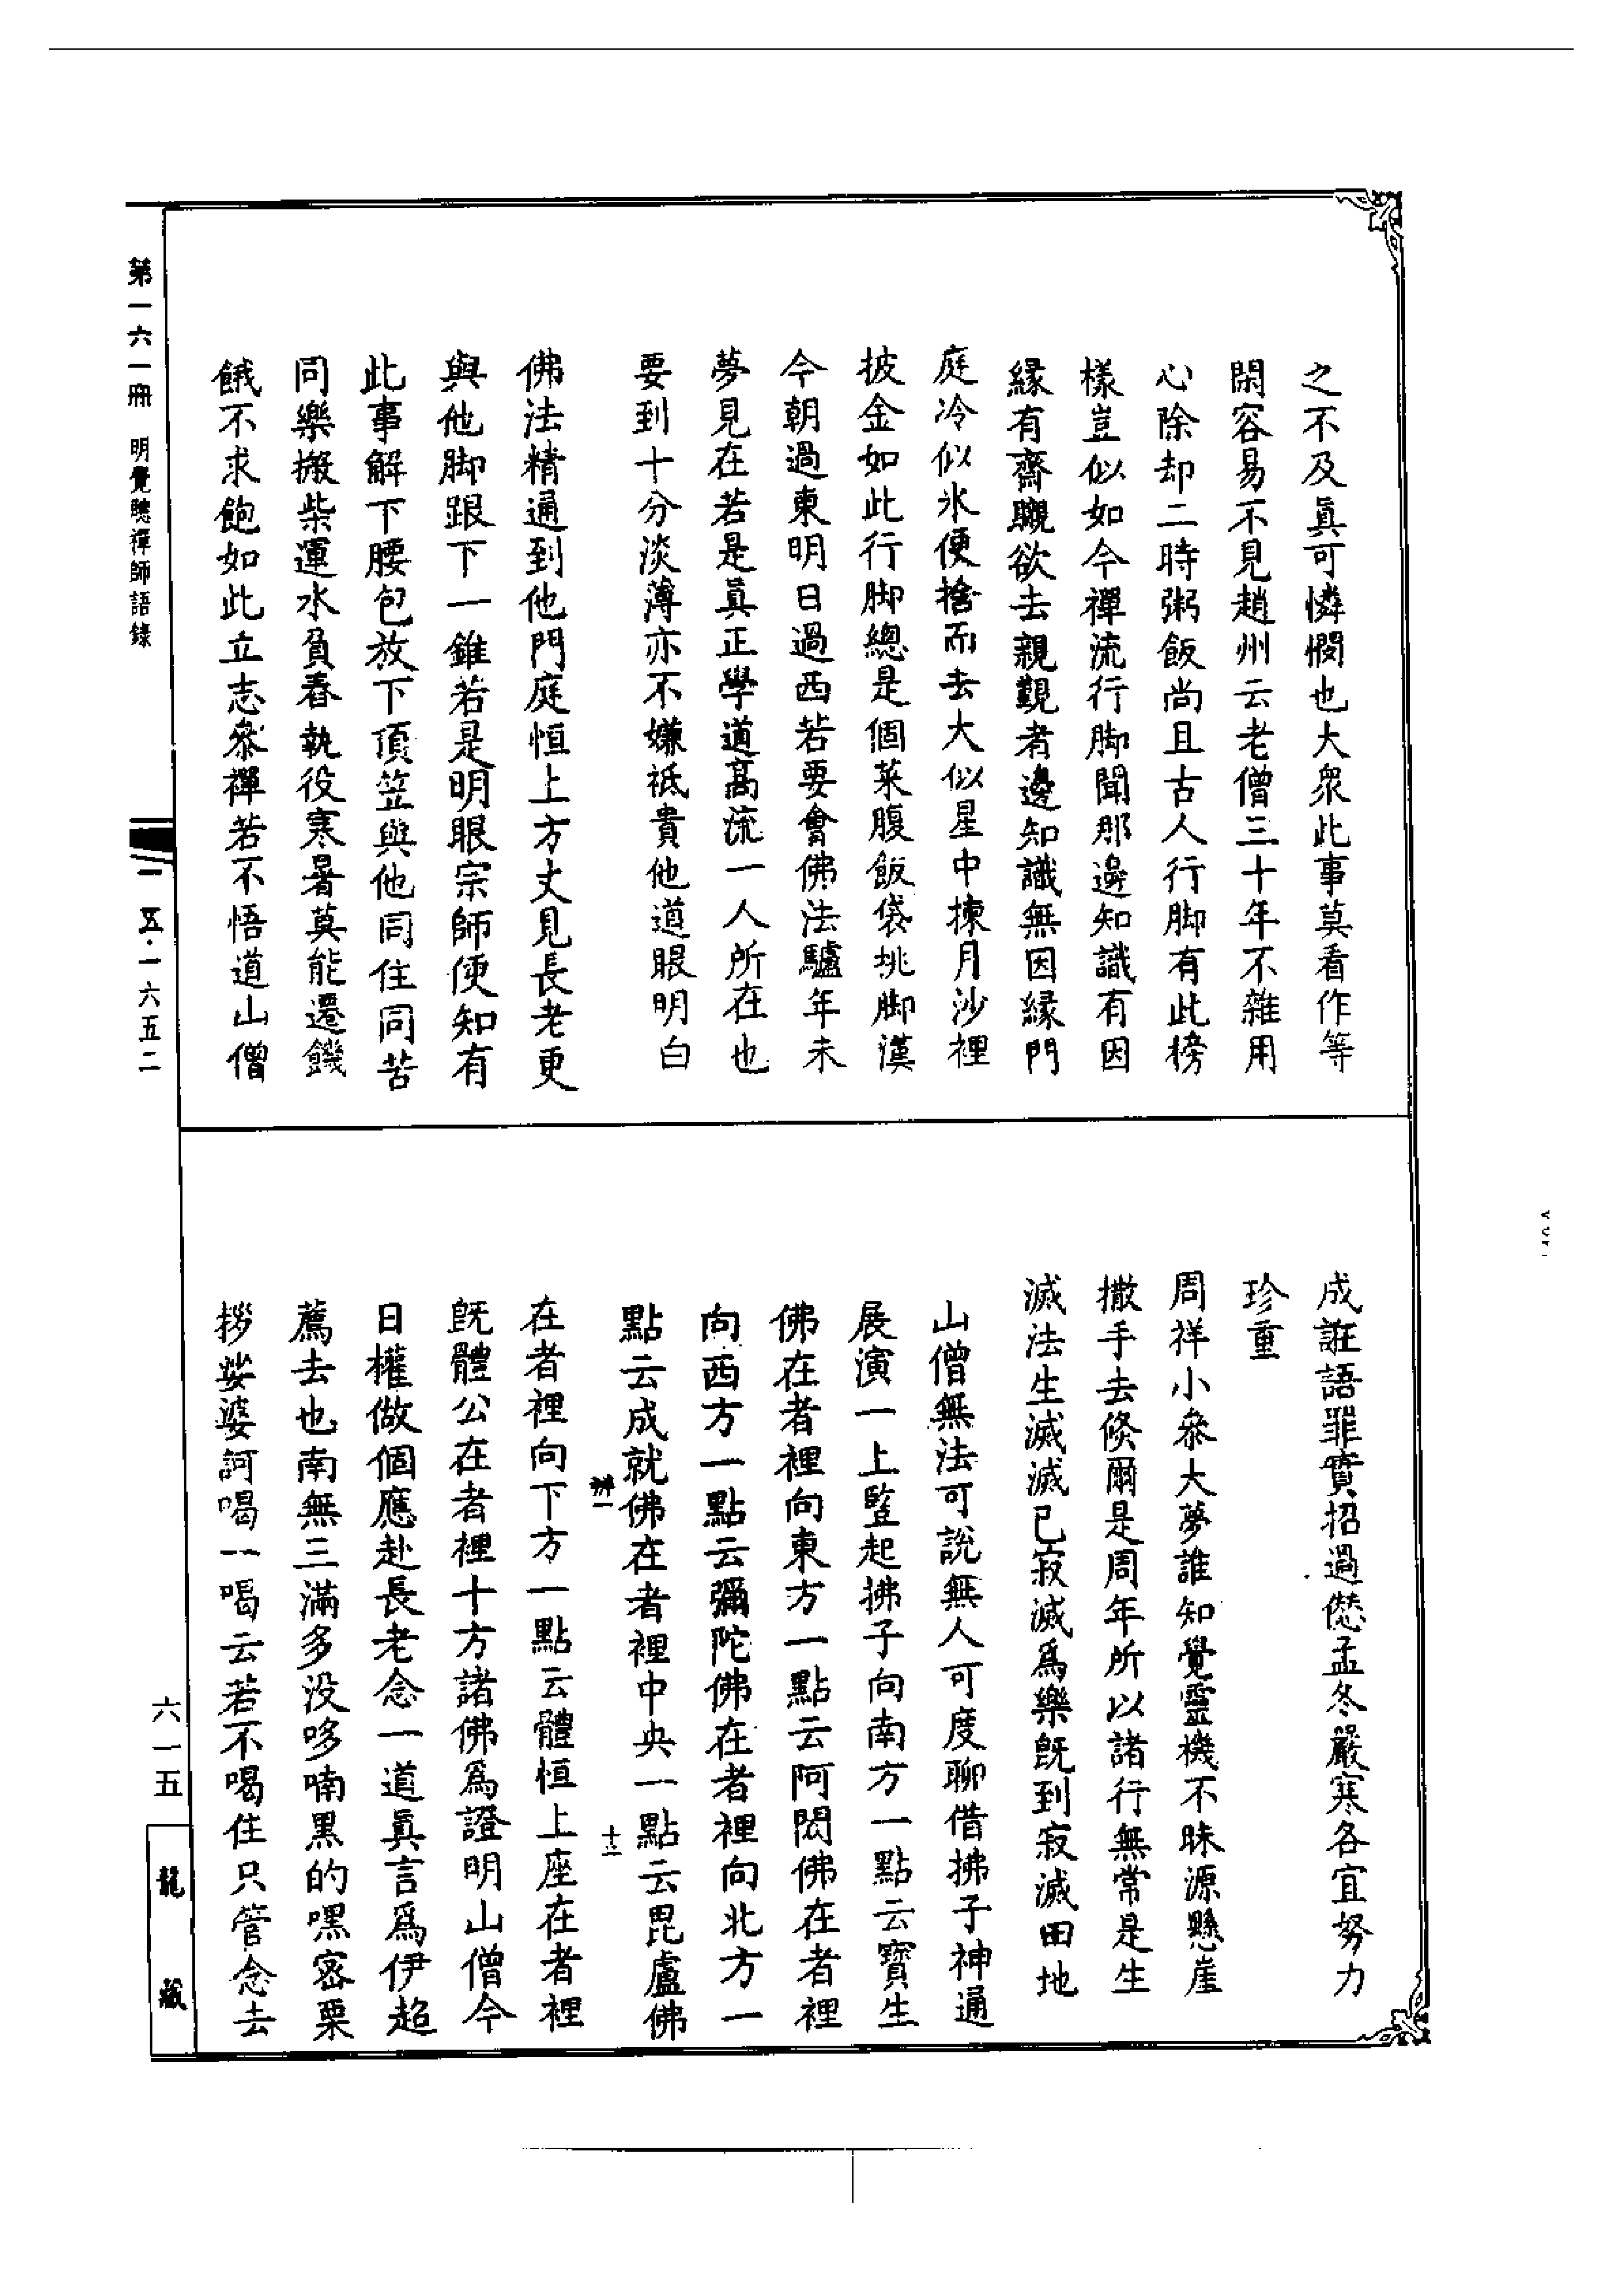 之不及眞可憐憫也大衆此事莫看作等
閑容易不見趙州云老僧三十年不雜用
心除却二時粥飯尚且古人行脚有此榜
樣豈似如今禪流行脚聞那邊知識有因
緣有齋嚫欲去親覲者邊知識無因緣門
庭冷似氷便捨而去大似星中揀月沙裡
披金如此行脚總是個菜腹飯袋挑脚漢
今朝過東明日過西若要會佛法驢年未
夢見在若是眞正學道高流一人所在也
要到十分淡薄亦不嫌祇貴他道眼明白
佛法精通到他門庭恒上方丈見長老更
與他脚跟下一錐若是明眼宗師便知有
此事解下腰包放下頂笠與他同住同苦
同樂搬柴運水負舂執役寒暑莫能遷饑
餓不求飽如此立志叅禪若不悟道山僧
成誑語罪實招過愆孟冬嚴寒各宜努力
珍重
周祥小叅大夢誰知覺靈機不昧源懸崖
撒手去倐爾是周年所以諸行無常是生
滅法生滅滅已寂滅爲樂旣到寂滅田地
山僧無法可說無人可度聊借拂子神通
展演一上豎起拂子向南方一點云寶生
佛在者裡向東方一點云阿閦佛在者裡
向西方一點云彌陀佛在者裡向北方一
點云成就佛在者裡中央一點云毘盧佛
在者裡向下方一點云體恒上座在者裡
旣體公在者裡十方諸佛爲證明山僧今
日權做個應赴長老念一道眞言爲伊超
薦去也南無三滿多没哆喃黑的嘿宻栗
拶娑婆訶喝一喝云若不喝住只管念去
第一六一冊　明覺聰禪師語錄
一五·一六五二
六一五
龍藏